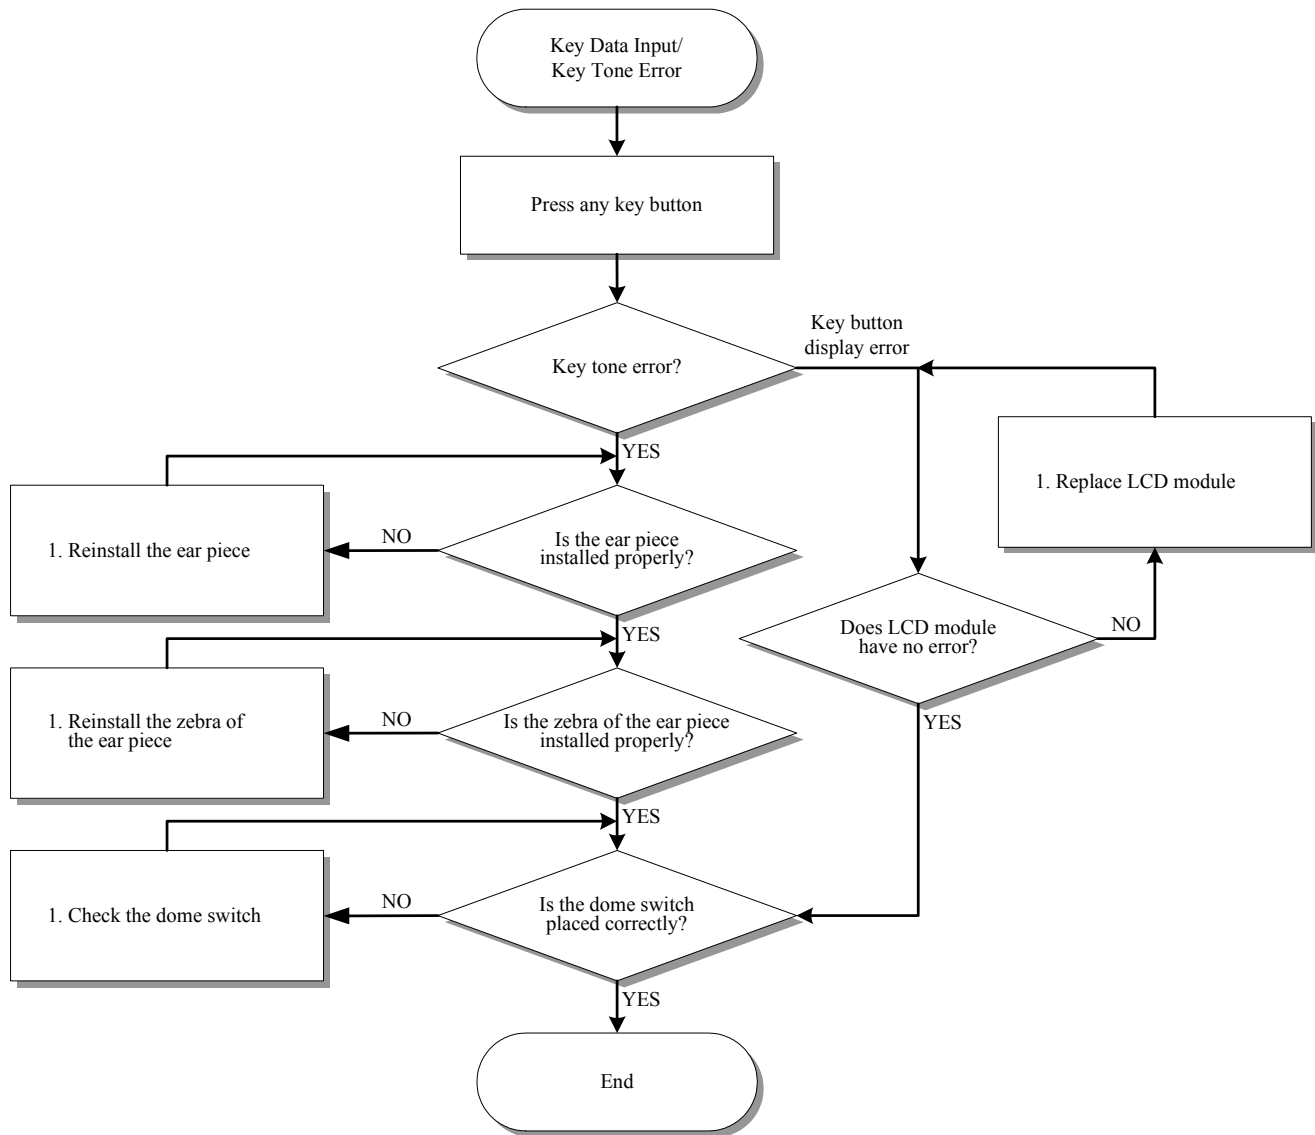 Key Data Input/
Key Tone Error
Press any key button
Key button
display error
Key tone error?
YES
1. Replace LCD module
Is the ear piece
installed properly?
NO
1. Reinstall the ear piece
YES
Does LCD module
have no error?
NO
1. Reinstall the zebra of
the ear piece
NO
Is the zebra of the ear piece
installed properly?
YES
YES
1. Check the dome switch
NO
Is the dome switch
placed correctly?
YES
End